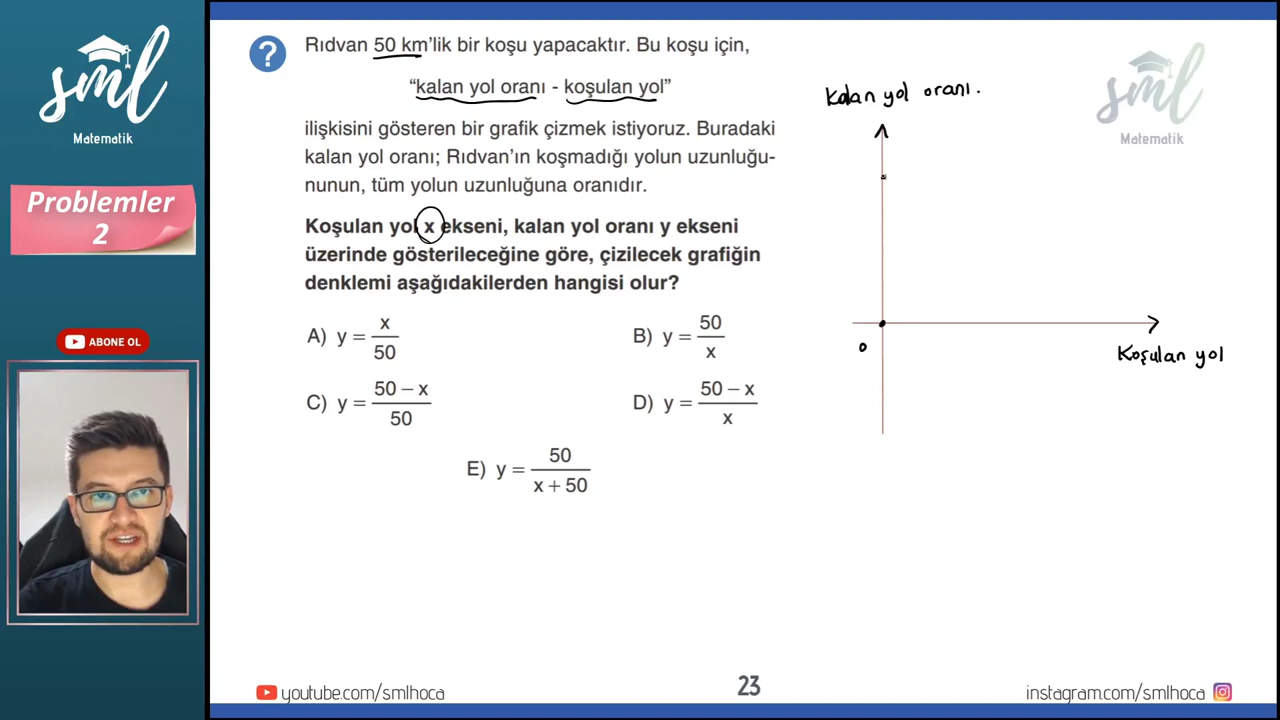 sml
Matematik
Problemler
2
ABONE OL
?
Rıdvan 50 km'lik bir koşu yapacaktır. Bu koşu için,
“kalan yol oranı - koşulan yol”
ilişkisini gösteren bir grafik çizmek istiyoruz. Buradaki
kalan yol oranı; Rıdvan'ın koşmadığı yolun uzunluğu-
nunun, tüm yolun uzunluğuna oranıdır.
Koşulan yol x ekseni, kalan yol oranı y ekseni
üzerinde gösterileceğine göre, çizilecek grafiğin
denklemi aşağıdakilerden hangisi olur?
A) y = x/50
B) y = 50/x
C) y = (50 − x)/50
D) y = (50 − x)/x
E) y = 50/(x + 50)
Kalan yol oranı.
0
Koşulan yol
sml
Matematik
youtube.com/smlhoca
23
instagram.com/smlhoca